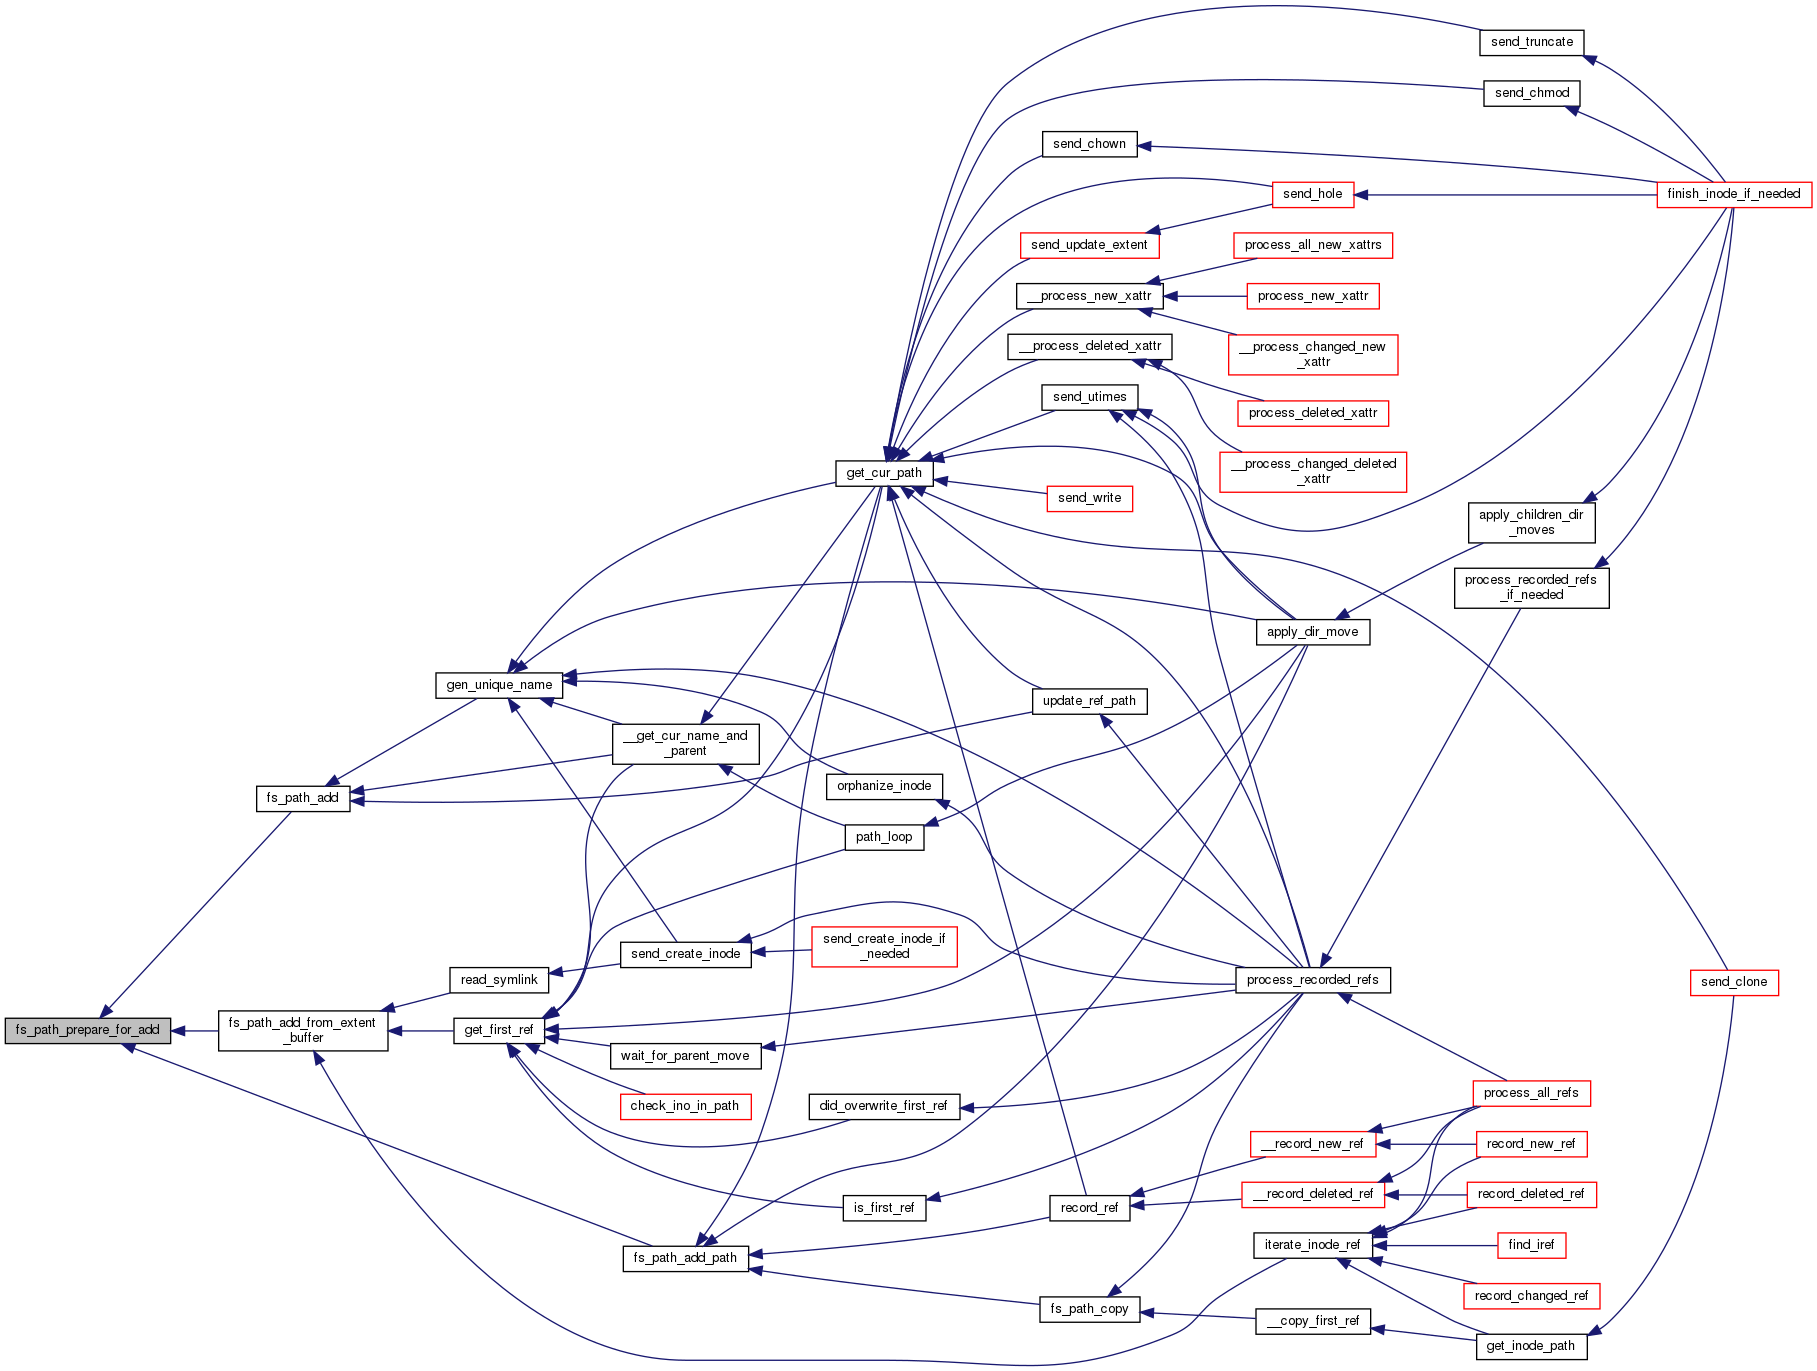 send_truncate
send_chmod
send_chown
send_hole
finish_inode_if_needed
send_update_extent
process_all_new_xattrs
__process_new_xattr
process_new_xattr
__process_deleted_xattr
__process_changed_new
_xattr
send_utimes
process_deleted_xattr
get_cur_path
__process_changed_deleted
_xattr
send_write
apply_children_dir
_moves
process_recorded_refs
_if_needed
apply_dir_move
gen_unique_name
update_ref_path
__get_cur_name_and
_parent
fs_path_add
orphanize_inode
path_loop
send_create_inode
send_create_inode_if
_needed
read_symlink
process_recorded_refs
send_clone
fs_path_prepare_for_add
fs_path_add_from_extent
_buffer
get_first_ref
wait_for_parent_move
check_ino_in_path
did_overwrite_first_ref
process_all_refs
__record_new_ref
record_new_ref
is_first_ref
record_ref
__record_deleted_ref
record_deleted_ref
fs_path_add_path
iterate_inode_ref
find_iref
fs_path_copy
record_changed_ref
__copy_first_ref
get_inode_path